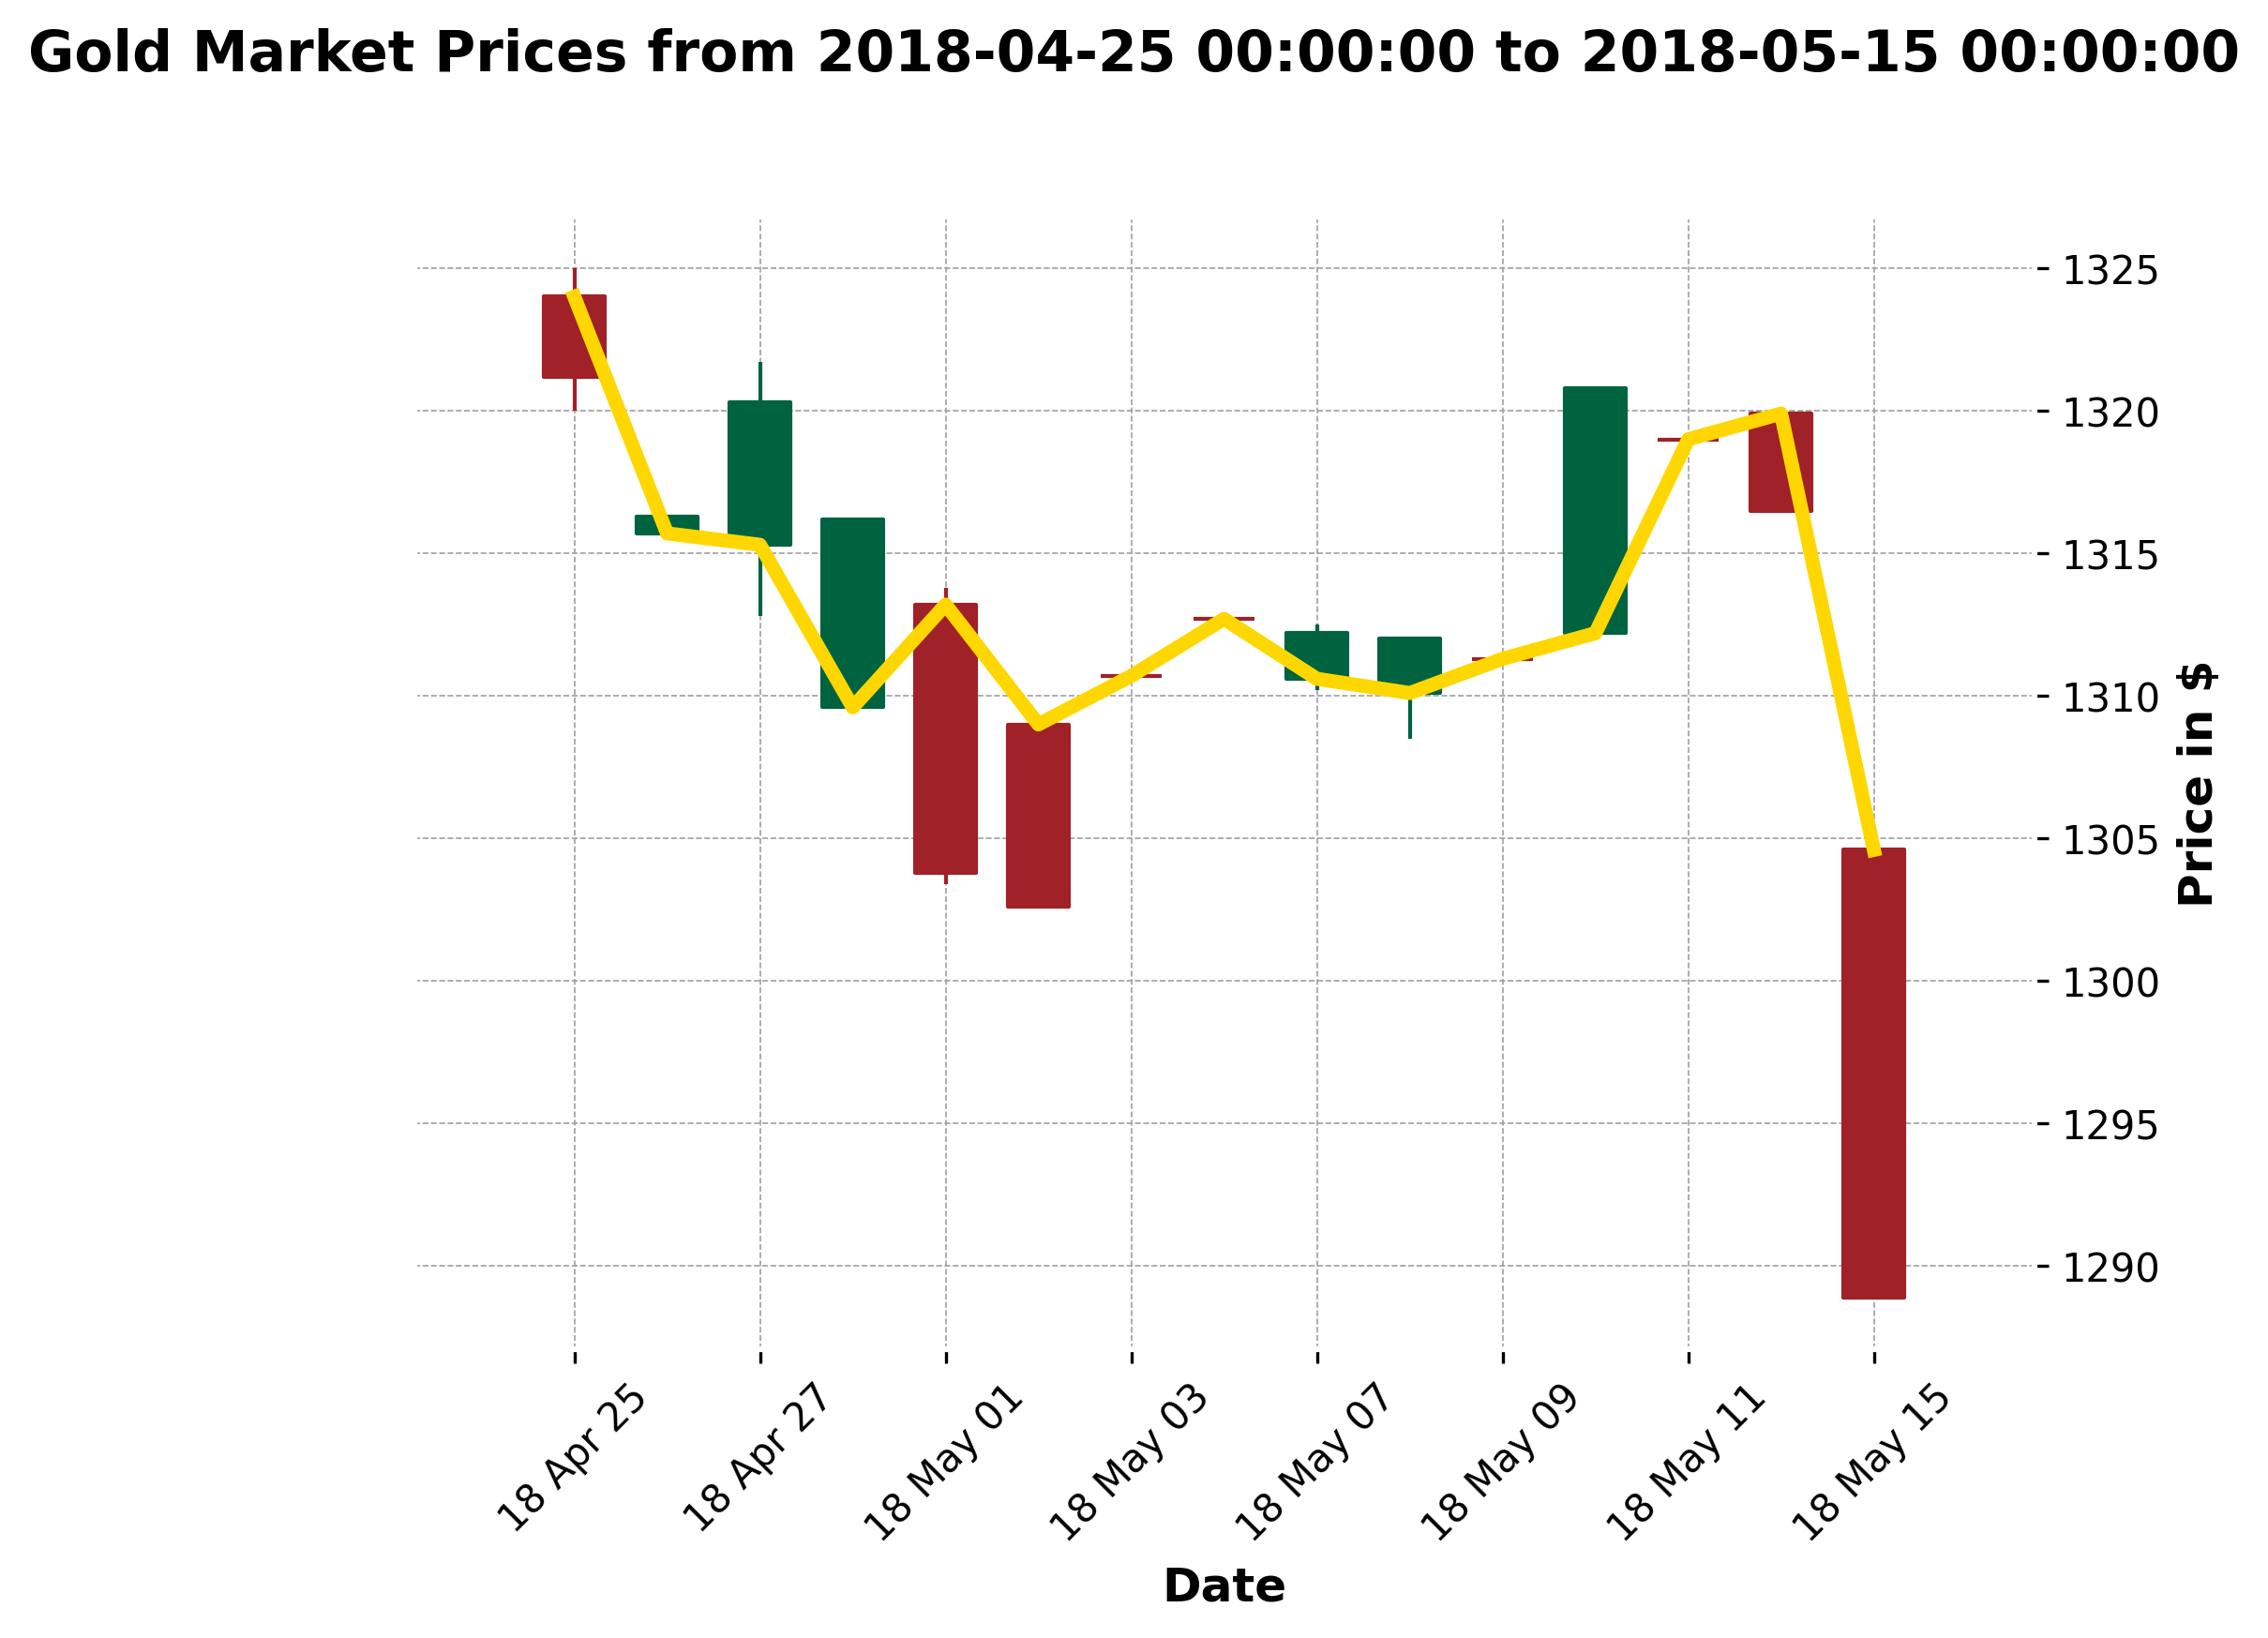 Gold Market Prices from 2018-04-25 00:00:00 to 2018-05-15 00:00:00
1325
1320
1315
1310
1305
1300
1295
1290
Price in $
18 Apr 25
18 Apr 27
18 May 01
18 May 03
18 May 07
18 May 09
18 May 11
18 May 15
Date